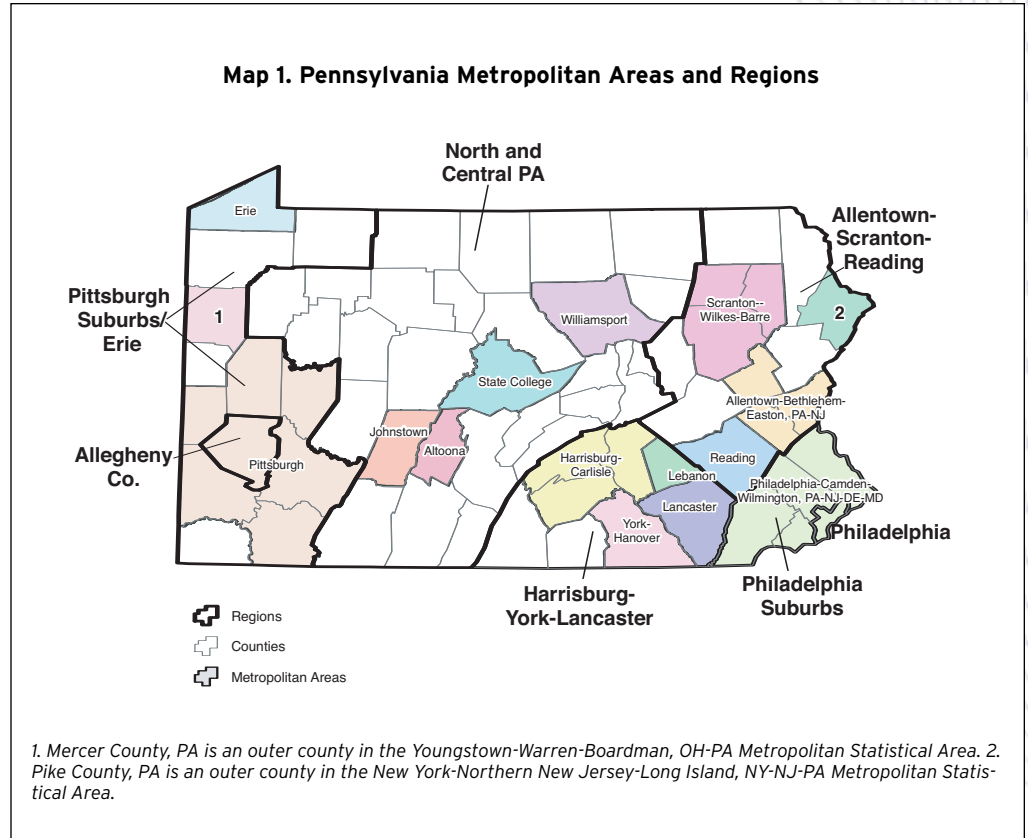 Map 1. Pennsylvania Metropolitan Areas and Regions
North and
Central PA
Erie
Allentown-
Scranton-
Reading
Pittsburgh
Suburbs/
Erie
1
Williamsport
Scranton--
Wilkes-Barre
2
State College
Allentown-Bethlehem-
Easton, PA-NJ
Johnstown
Altoona
Allegheny
Co.
Pittsburgh
Harrisburg-
Carlisle
Lebanon
Reading
Philadelphia-Camden-
Wilmington, PA-NJ-DE-MD
Lancaster
York-
Hanover
Philadelphia
Harrisburg-
York-Lancaster
Philadelphia
Suburbs
Regions
Counties
Metropolitan Areas
1. Mercer County, PA is an outer county in the Youngstown-Warren-Boardman, OH-PA Metropolitan Statistical Area. 2.
Pike County, PA is an outer county in the New York-Northern New Jersey-Long Island, NY-NJ-PA Metropolitan Statis-
tical Area.